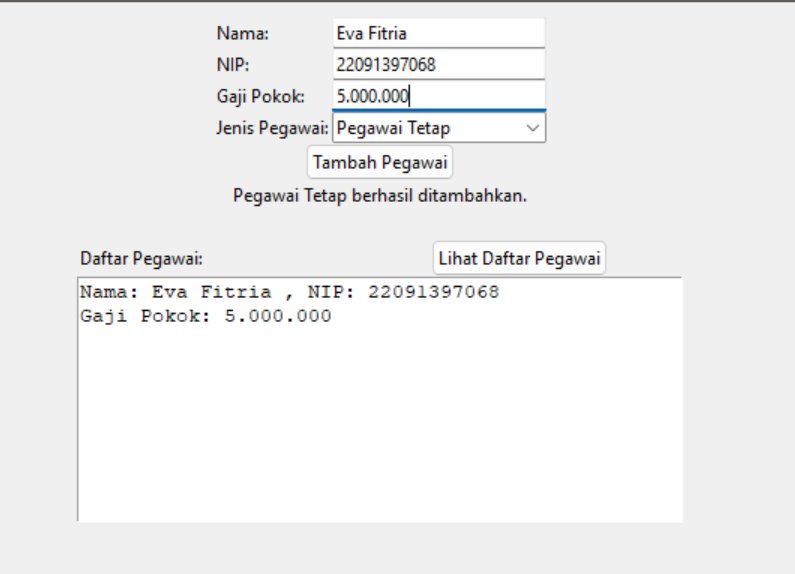 Nama: Eva Fitria
NIP: 22091397068
Gaji Pokok: 5.000.000
Jenis Pegawai: Pegawai Tetap
Tambah Pegawai
Pegawai Tetap berhasil ditambahkan.
Daftar Pegawai: Lihat Daftar Pegawai
Nama: Eva Fitria , NIP: 22091397068
Gaji Pokok: 5.000.000